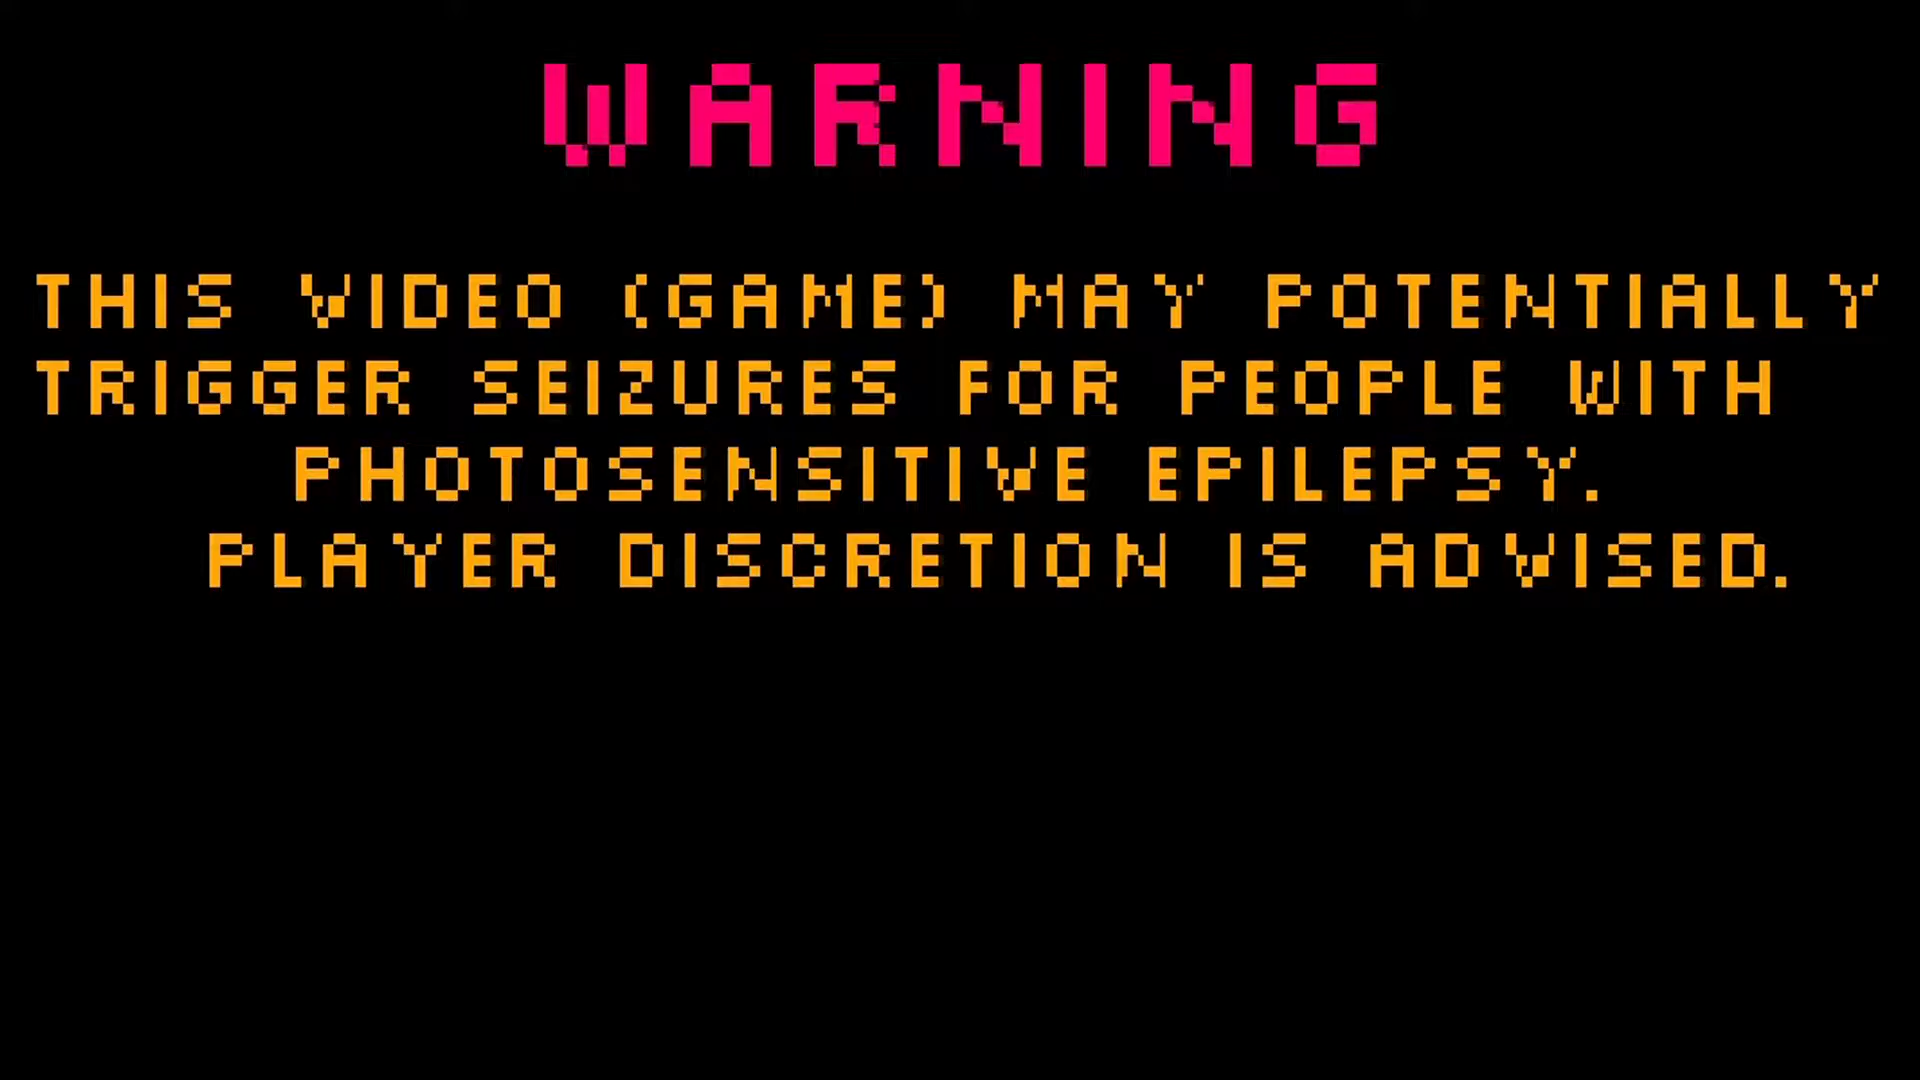 WARNING
THIS VIDEO (GAME) MAY POTENTIALLY
TRIGGER SEIZURES FOR PEOPLE WITH
PHOTOSENSITIVE EPILEPSY.
PLAYER DISCRETION IS ADVISED.